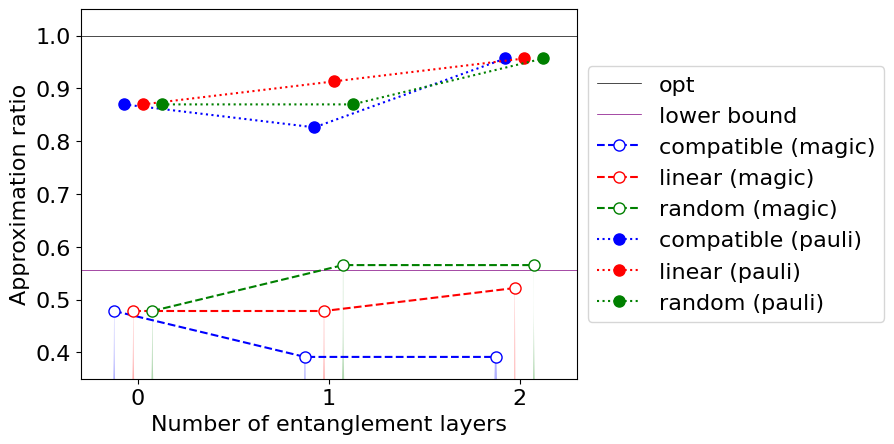 1.0
0.9
0.8
0.7
0.6
0.5
0.4
Approximation ratio
0 1 2
Number of entanglement layers
opt
lower bound
compatible (magic)
linear (magic)
random (magic)
compatible (pauli)
linear (pauli)
random (pauli)